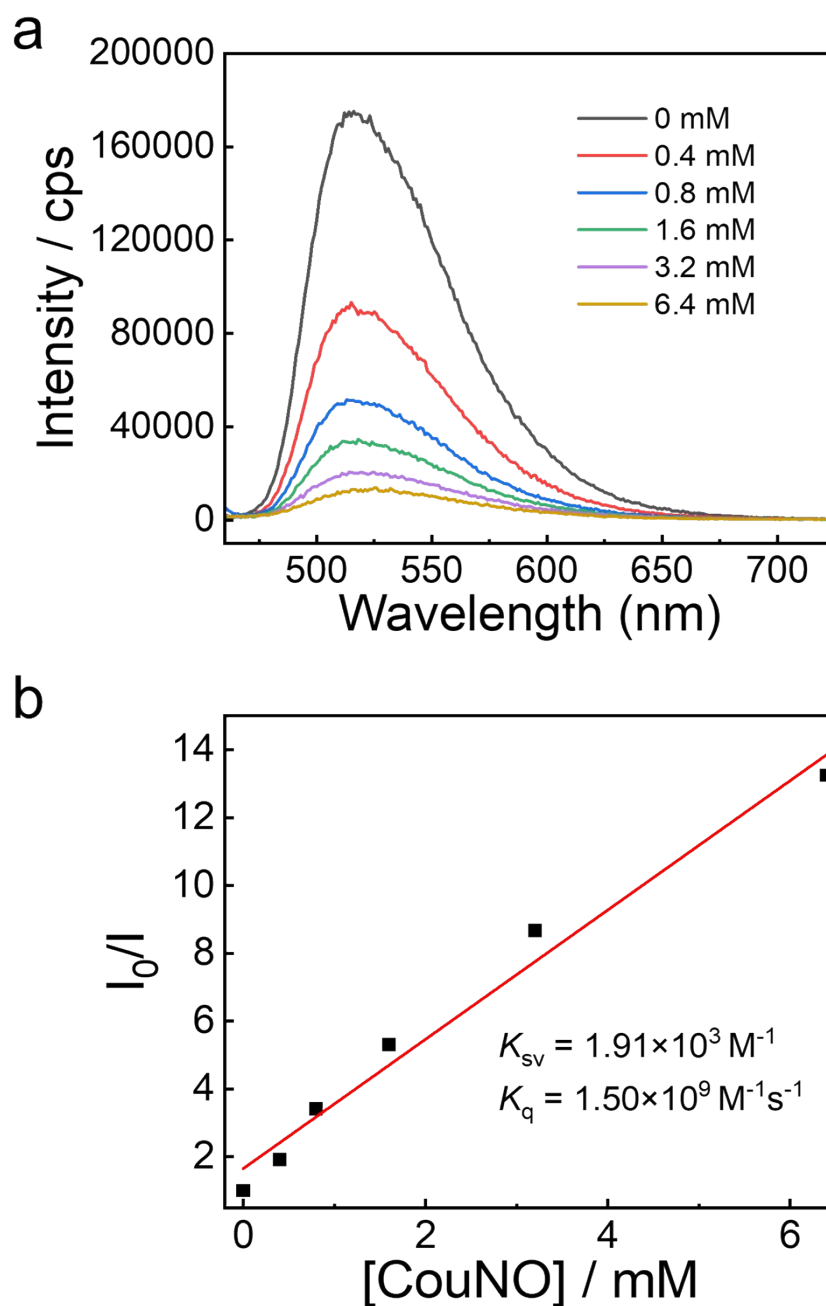 a
200000
160000
120000
80000
40000
0
Intensity / cps
0 mM
0.4 mM
0.8 mM
1.6 mM
3.2 mM
6.4 mM
500 550 600 650 700
Wavelength (nm)
b
14
12
10
8
6
4
2
I₀/I
Ksv = 1.91×10³ M⁻¹
Kq = 1.50×10⁹ M⁻¹s⁻¹
0 2 4 6
[CouNO] / mM